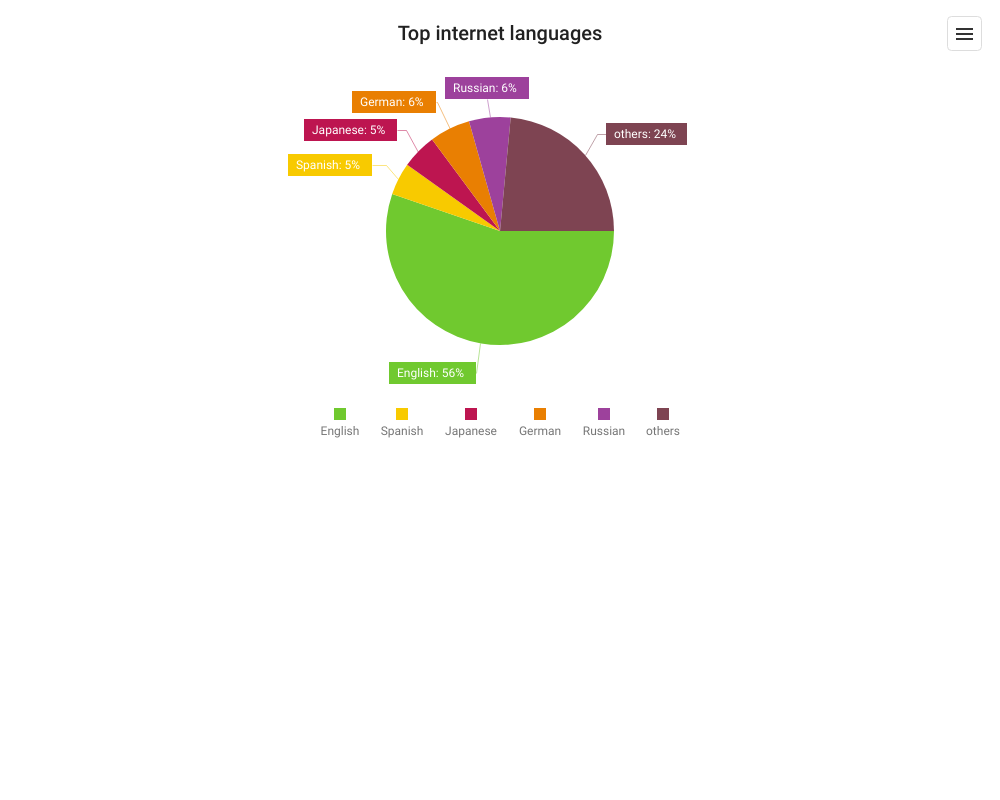 Top internet languages
Russian: 6%
German: 6%
Japanese: 5%
others: 24%
Spanish: 5%
English: 56%
English
Spanish
Japanese
German
Russian
others